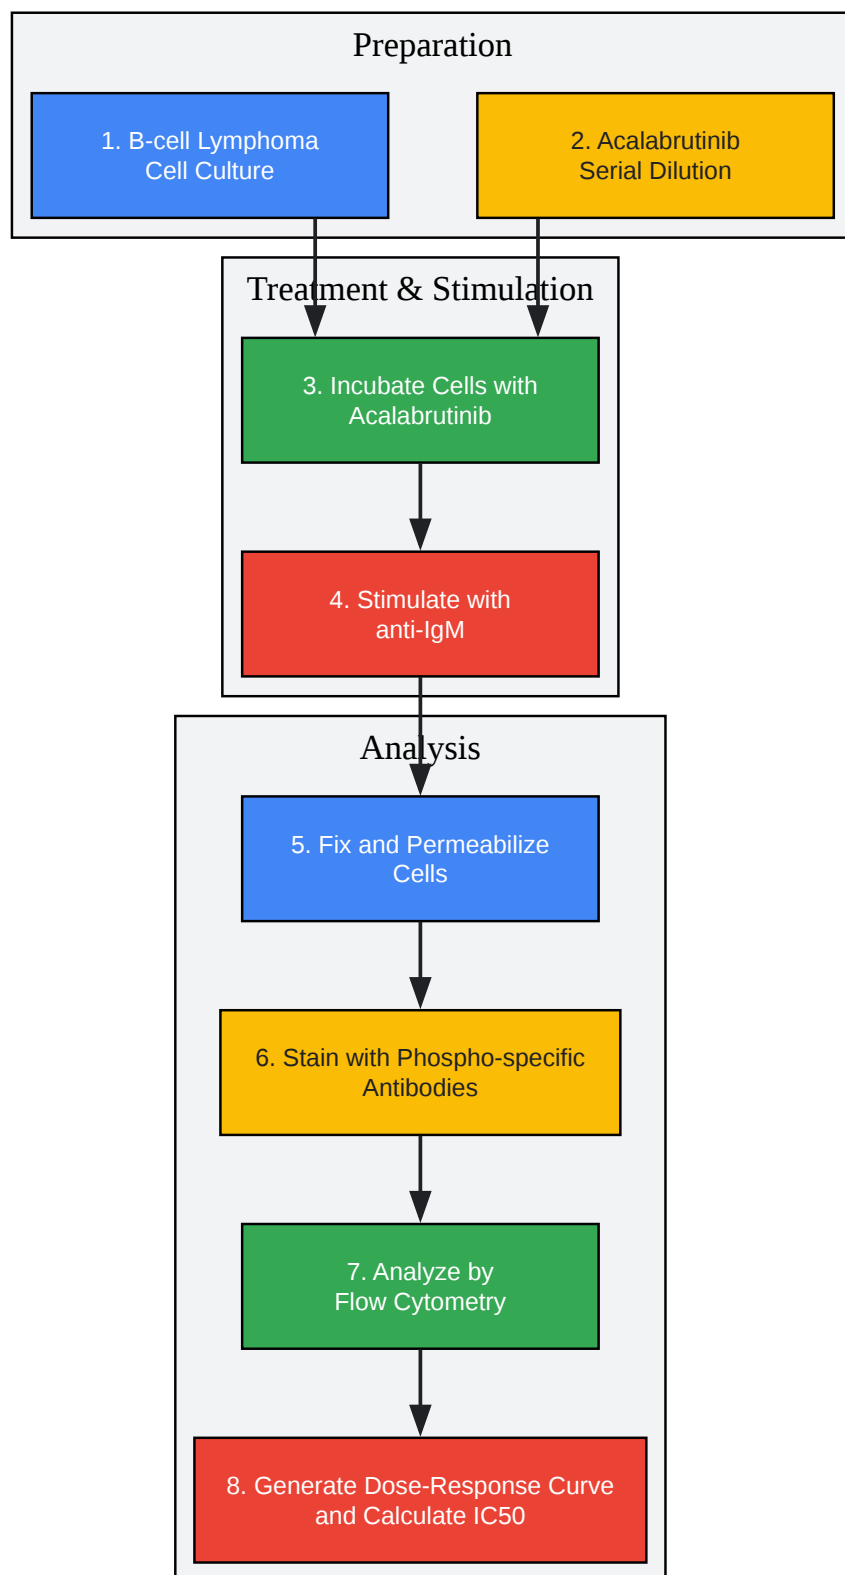 Preparation
1. B-cell Lymphoma
Cell Culture
2. Acalabrutinib
Serial Dilution
Treatment & Stimulation
3. Incubate Cells with
Acalabrutinib
4. Stimulate with
anti-IgM
Analysis
5. Fix and Permeabilize
Cells
6. Stain with Phospho-specific
Antibodies
7. Analyze by
Flow Cytometry
8. Generate Dose-Response Curve
and Calculate IC50